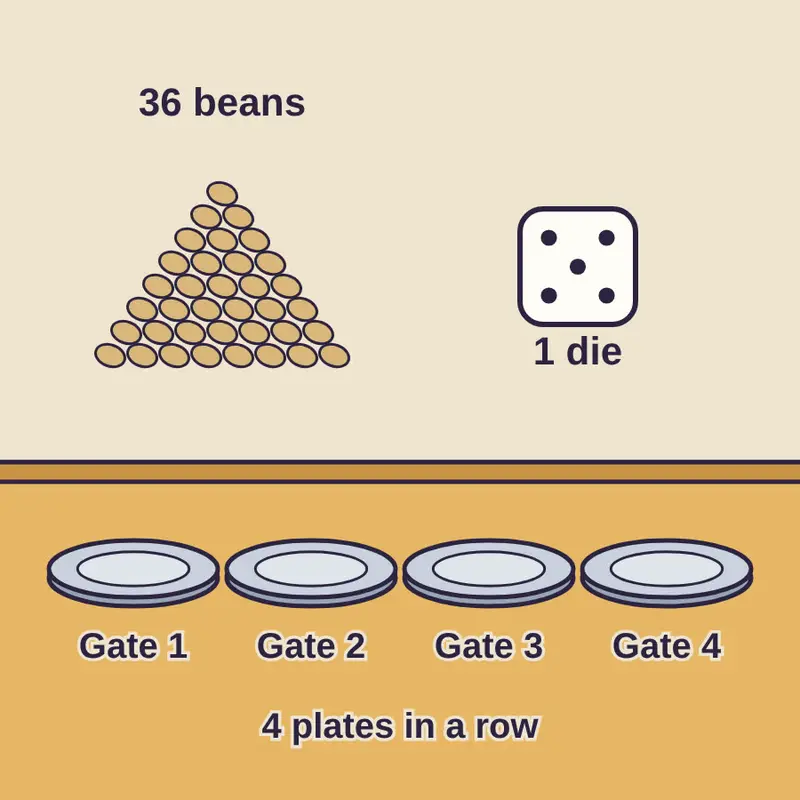 36 beans
1 die
Gate 1
Gate 2
Gate 3
Gate 4
4 plates in a row